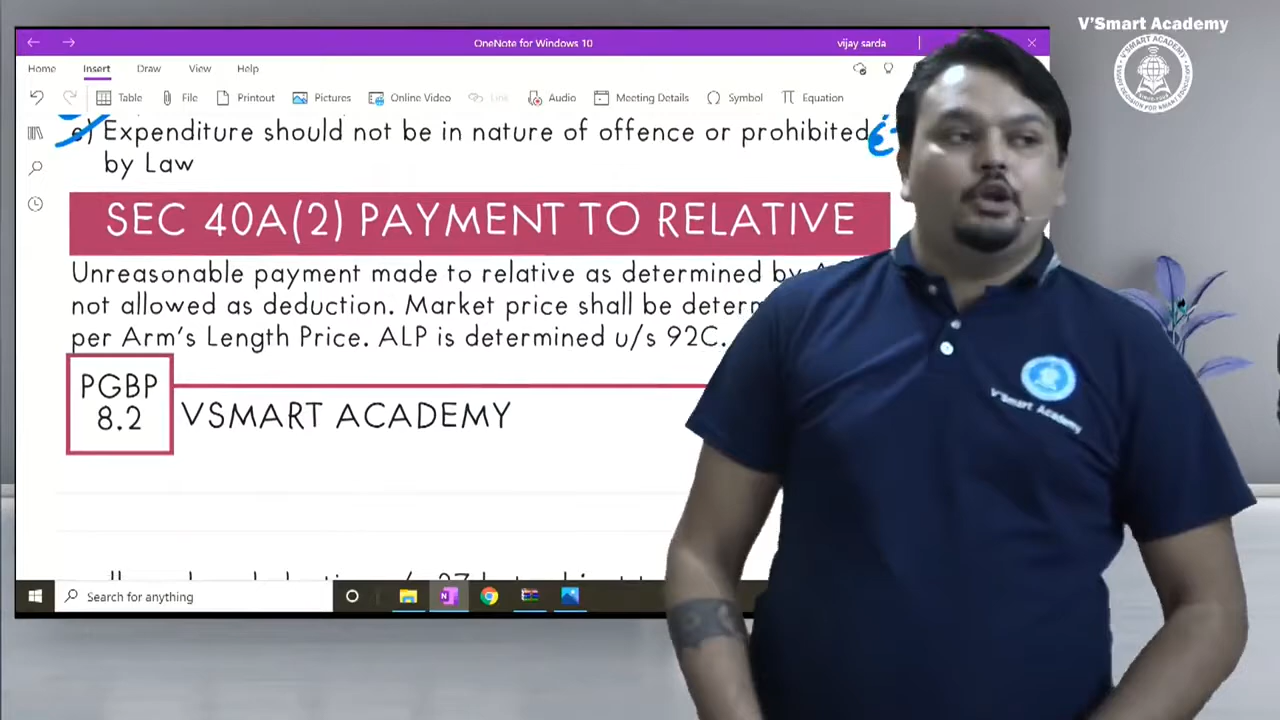 V'Smart Academy
OneNote for Windows 10
vijay sarda
Home Insert Draw View Help
Table File Printout Pictures Online Video Link Audio Meeting Details Symbol Equation
e) Expenditure should not be in nature of offence or prohibited
by Law
SEC 40A(2) PAYMENT TO RELATIVE
Unreasonable payment made to relative as determined by
not allowed as deduction. Market price shall be
per Arm's Length Price. ALP is determined u/s 92C.
PGBP
8.2
VSMART ACADEMY
Search for anything
V'Smart Academy